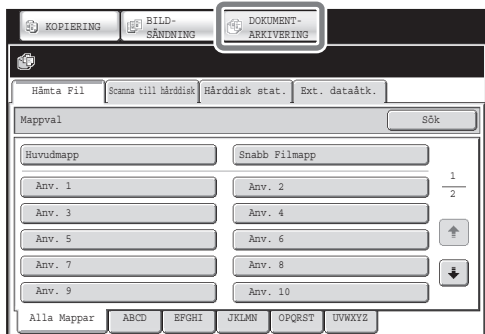 KOPIERING
BILD-
SÄNDNING
DOKUMENT-
ARKIVERING
Hämta Fil
Scanna till hårddisk
Hårddisk stat.
Ext. dataåtk.
Mappval
Sök
Huvudmapp
Snabb Filmapp
Anv. 1
Anv. 2
Anv. 3
Anv. 4
Anv. 5
Anv. 6
Anv. 7
Anv. 8
Anv. 9
Anv. 10
1
2
Alla Mappar
ABCD
EFGHI
JKLMN
OPQRST
UVWXYZ